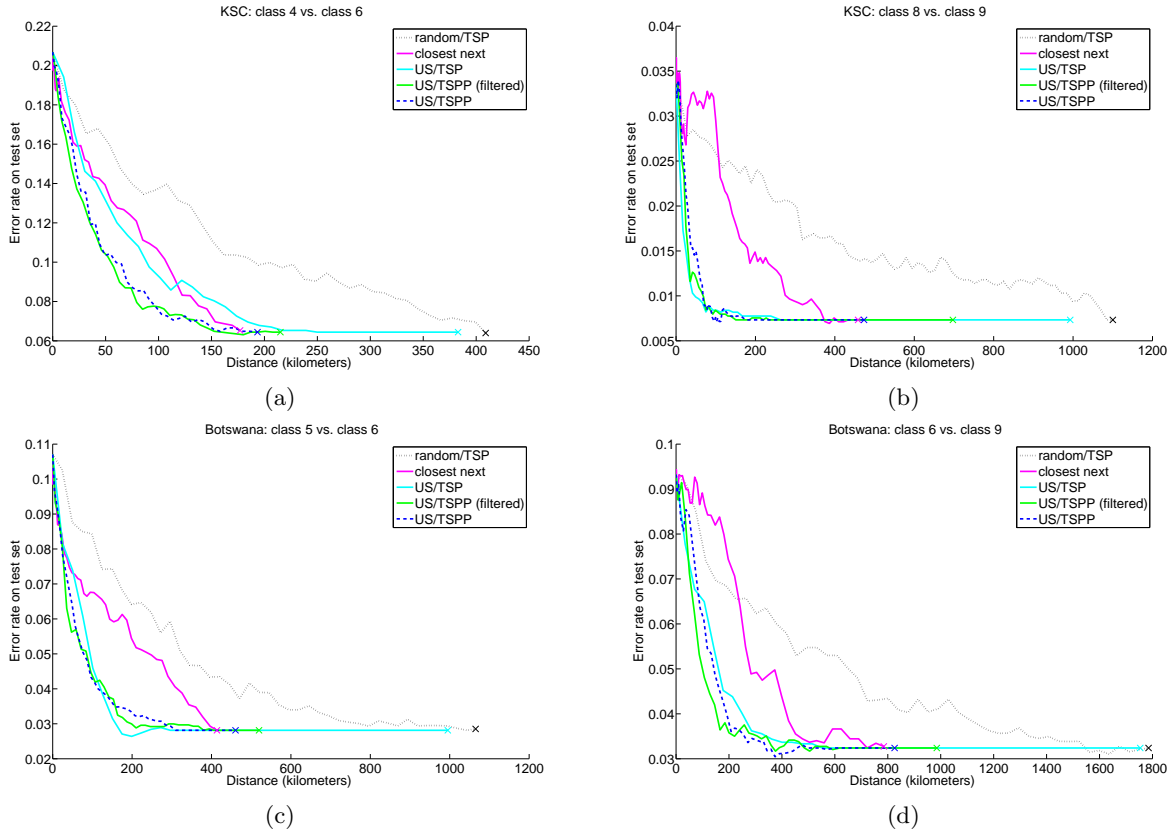 KSC: class 4 vs. class 6
0.22
0.2
0.18
0.16
0.14
0.12
0.1
0.08
0.06
Error rate on test set
0
50
100
150
200
250
300
350
400
450
Distance (kilometers)
random/TSP
closest next
US/TSP
US/TSPP (filtered)
US/TSPP
(a)
KSC: class 8 vs. class 9
0.04
0.035
0.03
0.025
0.02
0.015
0.01
0.005
Error rate on test set
0
200
400
600
800
1000
1200
Distance (kilometers)
random/TSP
closest next
US/TSP
US/TSPP (filtered)
US/TSPP
(b)
Botswana: class 5 vs. class 6
0.11
0.1
0.09
0.08
0.07
0.06
0.05
0.04
0.03
0.02
Error rate on test set
0
200
400
600
800
1000
1200
Distance (kilometers)
random/TSP
closest next
US/TSP
US/TSPP (filtered)
US/TSPP
(c)
Botswana: class 6 vs. class 9
0.1
0.09
0.08
0.07
0.06
0.05
0.04
0.03
Error rate on test set
0
200
400
600
800
1000
1200
1400
1600
1800
Distance (kilometers)
random/TSP
closest next
US/TSP
US/TSPP (filtered)
US/TSPP
(d)